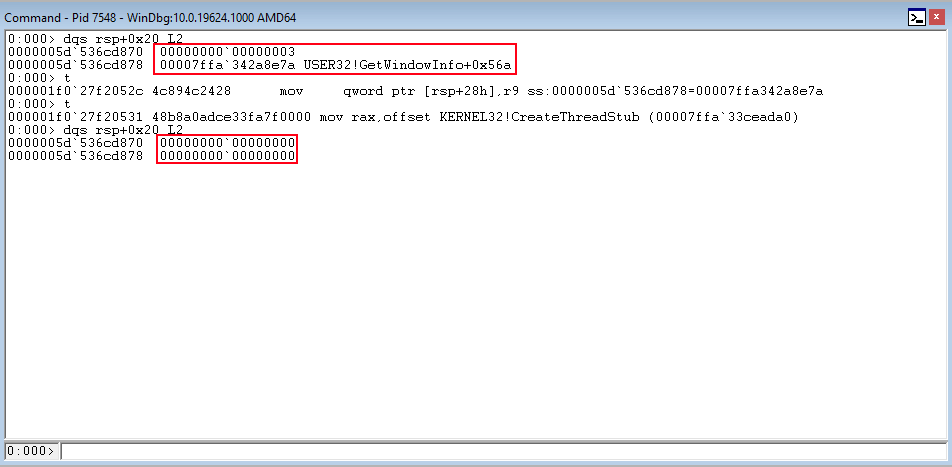 Command - Pid 7548 - WinDbg:10.0.19624.1000 AMD64
0:000> dqs rsp+0x20 L2
0000005d`536cd870  00000000`00000003
0000005d`536cd878  00007ffa`342a8e7a USER32!GetWindowInfo+0x56a
0:000> t
000001f0`27f2052c 4c894c2428      mov     qword ptr [rsp+28h],r9 ss:0000005d`536cd878=00007ffa342a8e7a
0:000> t
000001f0`27f20531 48b8a0adce33fa7f0000 mov rax,offset KERNEL32!CreateThreadStub (00007ffa`33ceada0)
0:000> dqs rsp+0x20 L2
0000005d`536cd870  00000000`00000000
0000005d`536cd878  00000000`00000000
0:000>